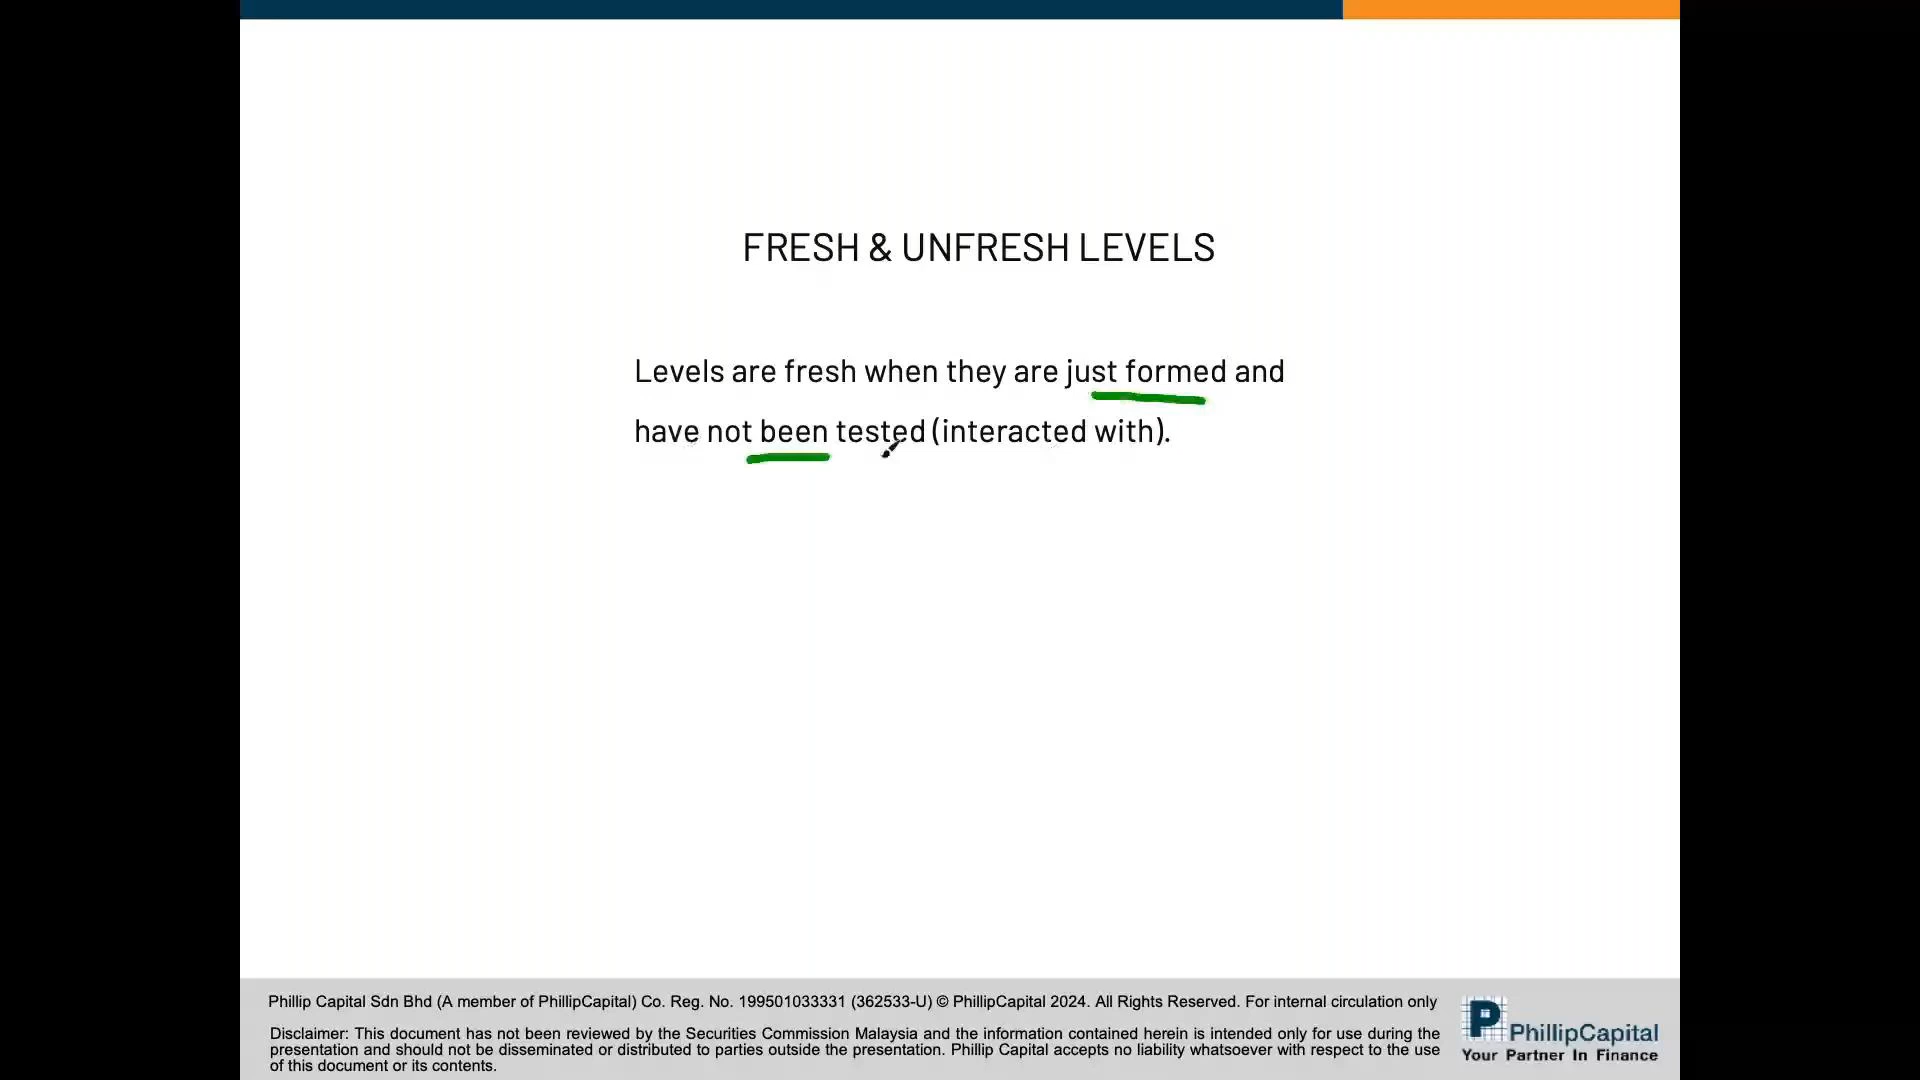 FRESH & UNFRESH LEVELS
Levels are fresh when they are just formed and
have not been tested (interacted with).
Phillip Capital Sdn Bhd (A member of PhillipCapital) Co. Reg. No. 199501033331 (362533-U) © PhillipCapital 2024. All Rights Reserved. For internal circulation only
Disclaimer: This document has not been reviewed by the Securities Commission Malaysia and the information contained herein is intended only for use during the
presentation and should not be disseminated or distributed to parties outside the presentation. Phillip Capital accepts no liability whatsoever with respect to the use
of this document or its contents.
P PhillipCapital
Your Partner In Finance